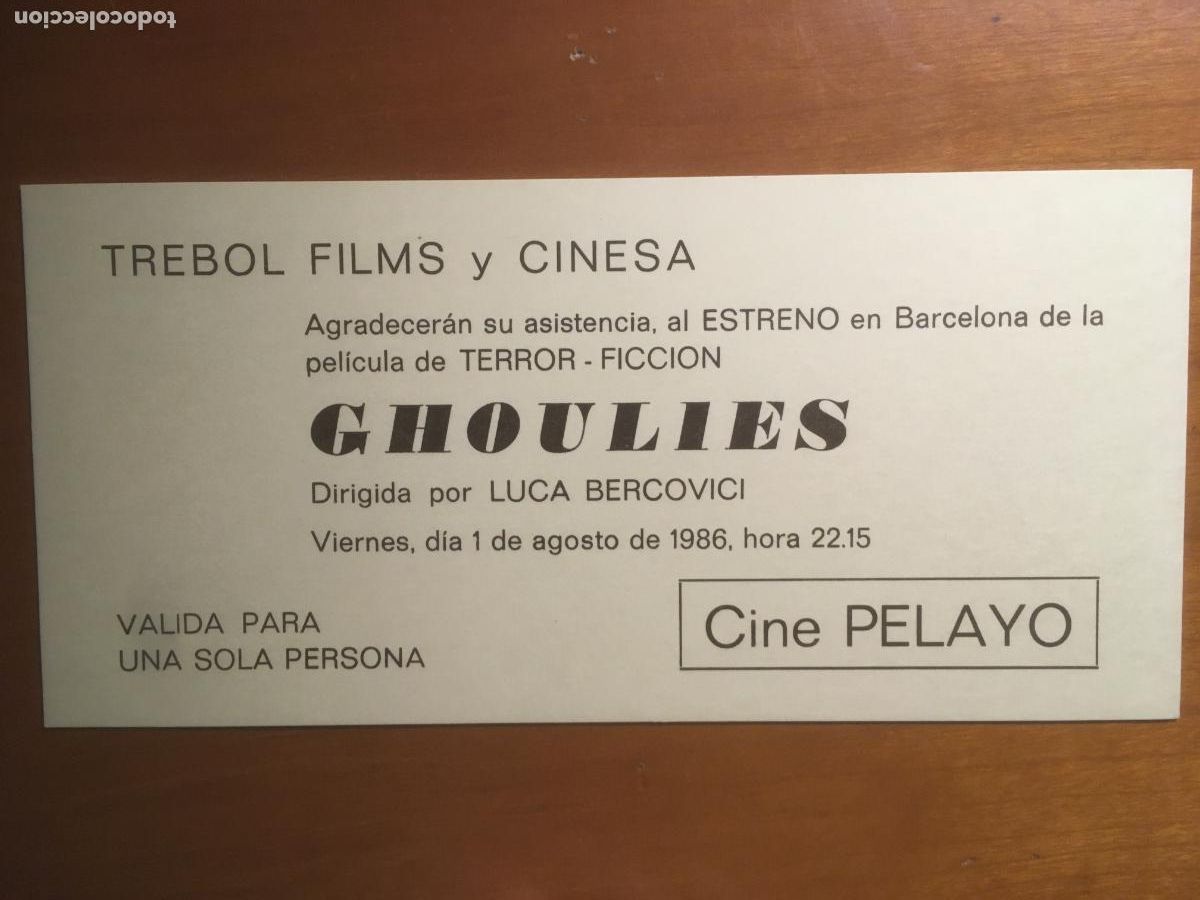 todocoleccion
TREBOL FILMS y CINESA
Agradecerán su asistencia, al ESTRENO en Barcelona de la
película de TERROR - FICCION
GHOULIES
Dirigida por LUCA BERCOVICI
Viernes, día 1 de agosto de 1986, hora 22.15
VALIDA PARA
UNA SOLA PERSONA
Cine PELAYO